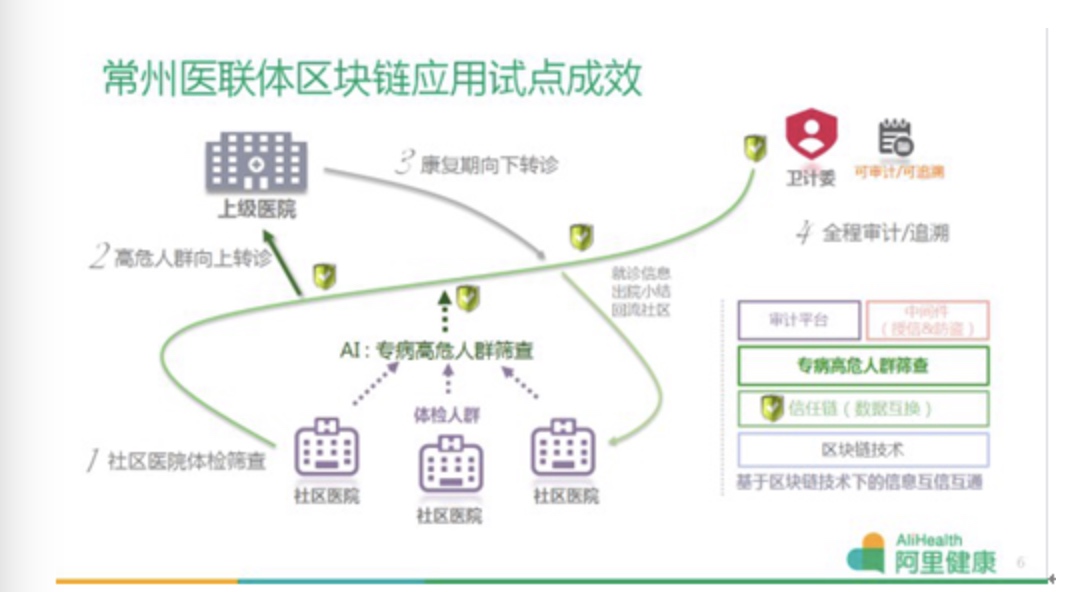 常州医联体区块链应用试点成效
上级医院
3 康复期向下转诊
卫计委
可审计/可追溯
4 全程审计/追溯
2 高危人群向上转诊
就诊信息
出院小结
回流社区
AI：专病高危人群筛查
体检人群
1 社区医院体检筛查
社区医院
社区医院
社区医院
审计平台
中间件
（授信&防盗）
专病高危人群筛查
信任链（数据互换）
区块链技术
基于区块链技术下的信息互信互通
AliHealth
阿里健康
6